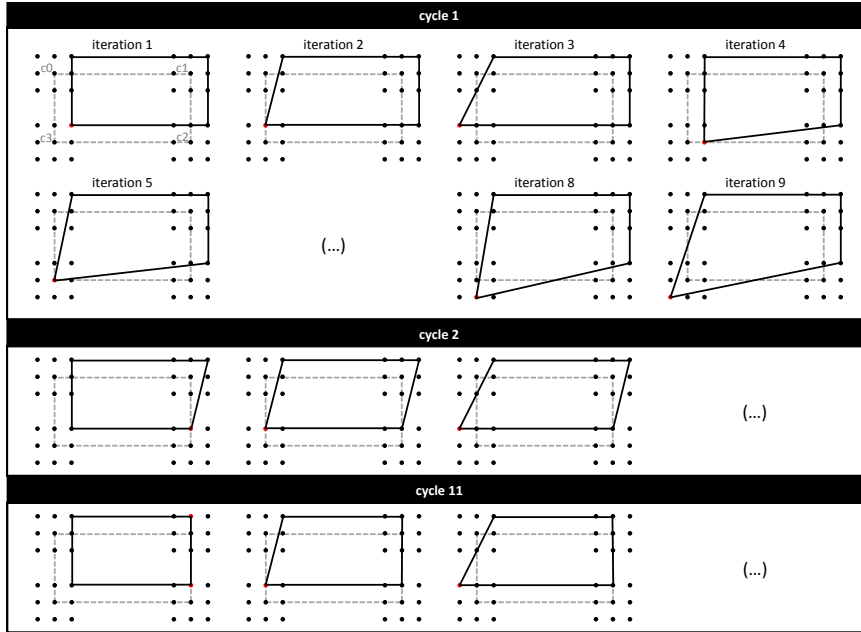 cycle 1
iteration 1
iteration 2
iteration 3
iteration 4
c0
c1
c3
c2
iteration 5
(...)
iteration 8
iteration 9
cycle 2
(...)
cycle 11
(...)